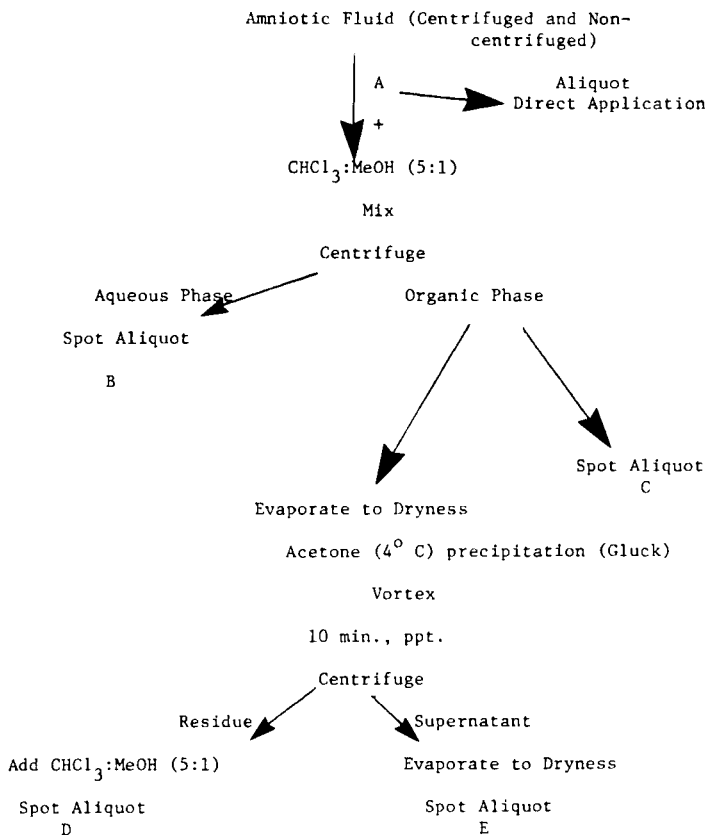 Amniotic Fluid (Centrifuged and Non-
centrifuged)
A
Aliquot
Direct Application
+
CHCl3:MeOH (5:1)
Mix
Centrifuge
Aqueous Phase
Organic Phase
Spot Aliquot
B
Spot Aliquot
C
Evaporate to Dryness
Acetone (4° C) precipitation (Gluck)
Vortex
10 min., ppt.
Centrifuge
Residue
Supernatant
Add CHCl3:MeOH (5:1)
Evaporate to Dryness
Spot Aliquot
D
Spot Aliquot
E